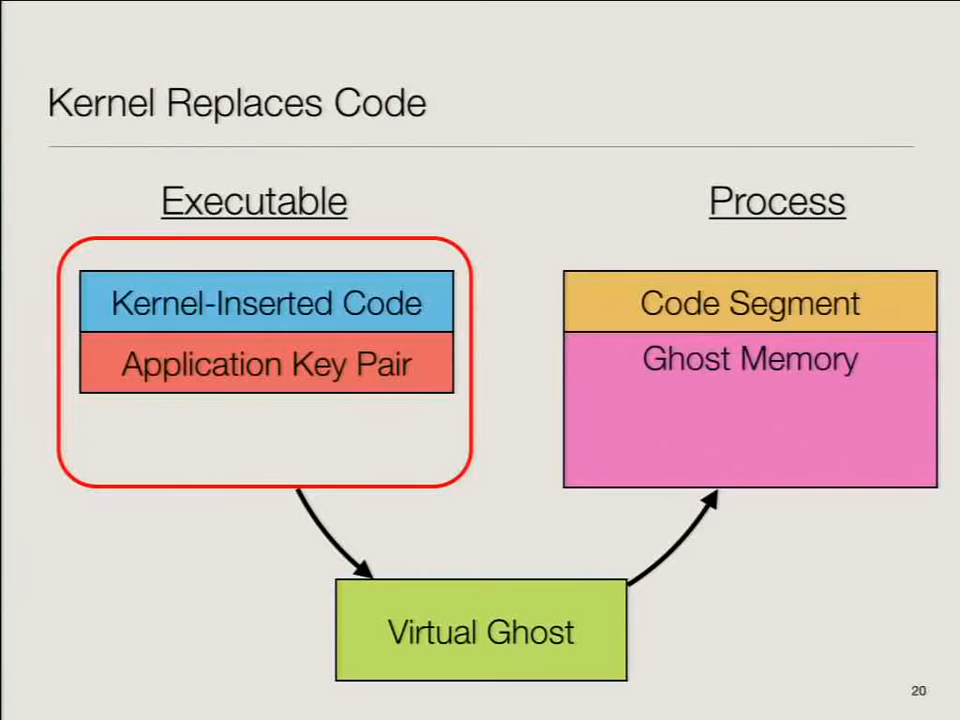 Kernel Replaces Code
Executable
Process
Kernel-Inserted Code
Application Key Pair
Code Segment
Ghost Memory
Virtual Ghost
20